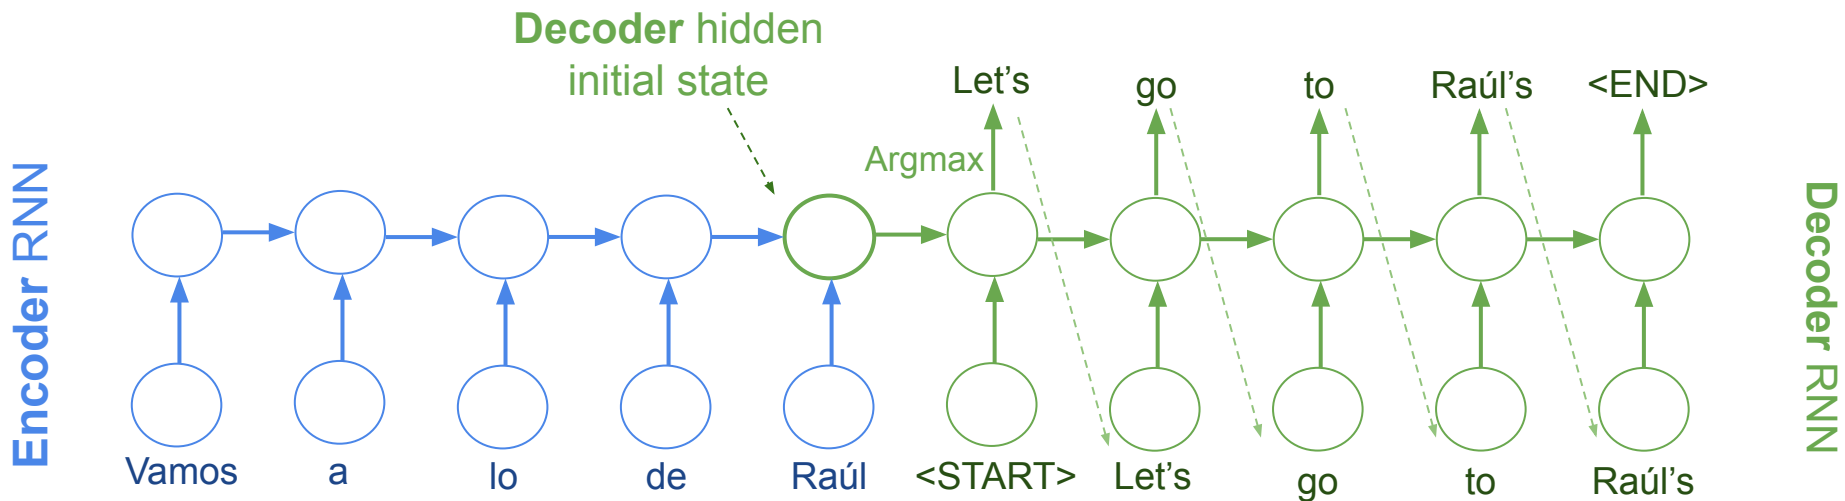 Decoder hidden
initial state
Let's
go
to
Raúl's
<END>
Argmax
Encoder RNN
Decoder RNN
Vamos
a
lo
de
Raúl
<START>
Let's
go
to
Raúl's